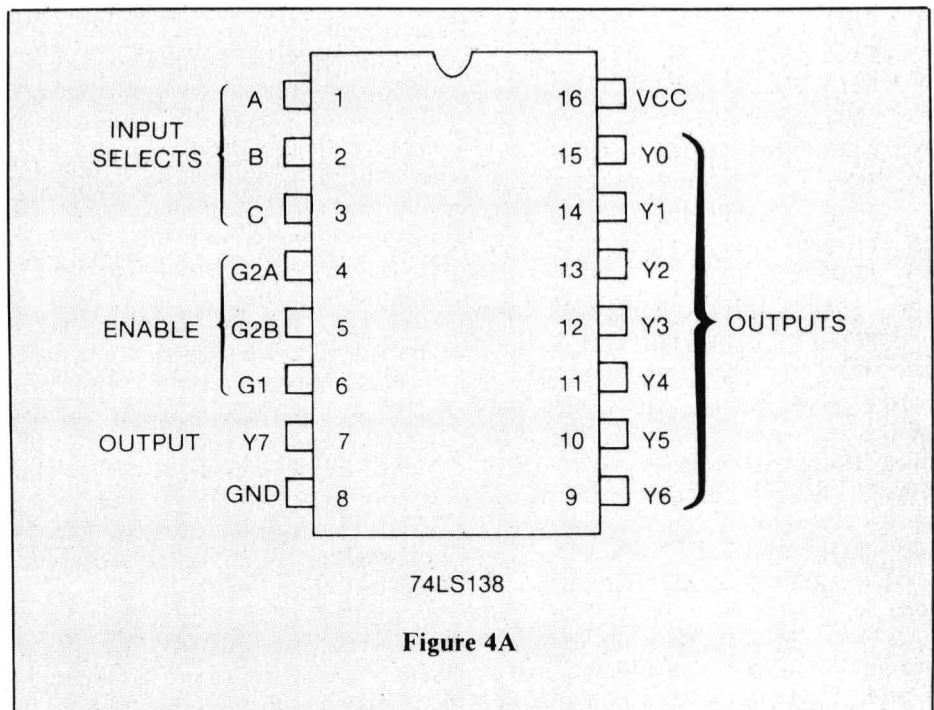 A 1 16 VCC
INPUT SELECTS
B 2 15 Y0
C 3 14 Y1
G2A 4 13 Y2
ENABLE G2B 5 12 Y3 OUTPUTS
G1 6 11 Y4
OUTPUT Y7 7 10 Y5
GND 8 9 Y6
74LS138
Figure 4A